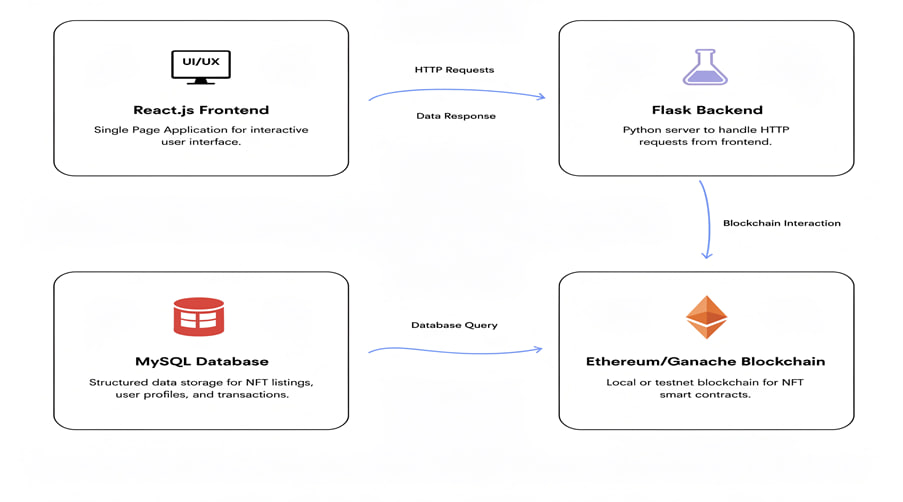 UI/UX
React.js Frontend
Single Page Application for interactive
user interface.
HTTP Requests
Data Response
Flask Backend
Python server to handle HTTP
requests from frontend.
Blockchain Interaction
MySQL Database
Structured data storage for NFT listings,
user profiles, and transactions.
Database Query
Ethereum/Ganache Blockchain
Local or testnet blockchain for NFT
smart contracts.